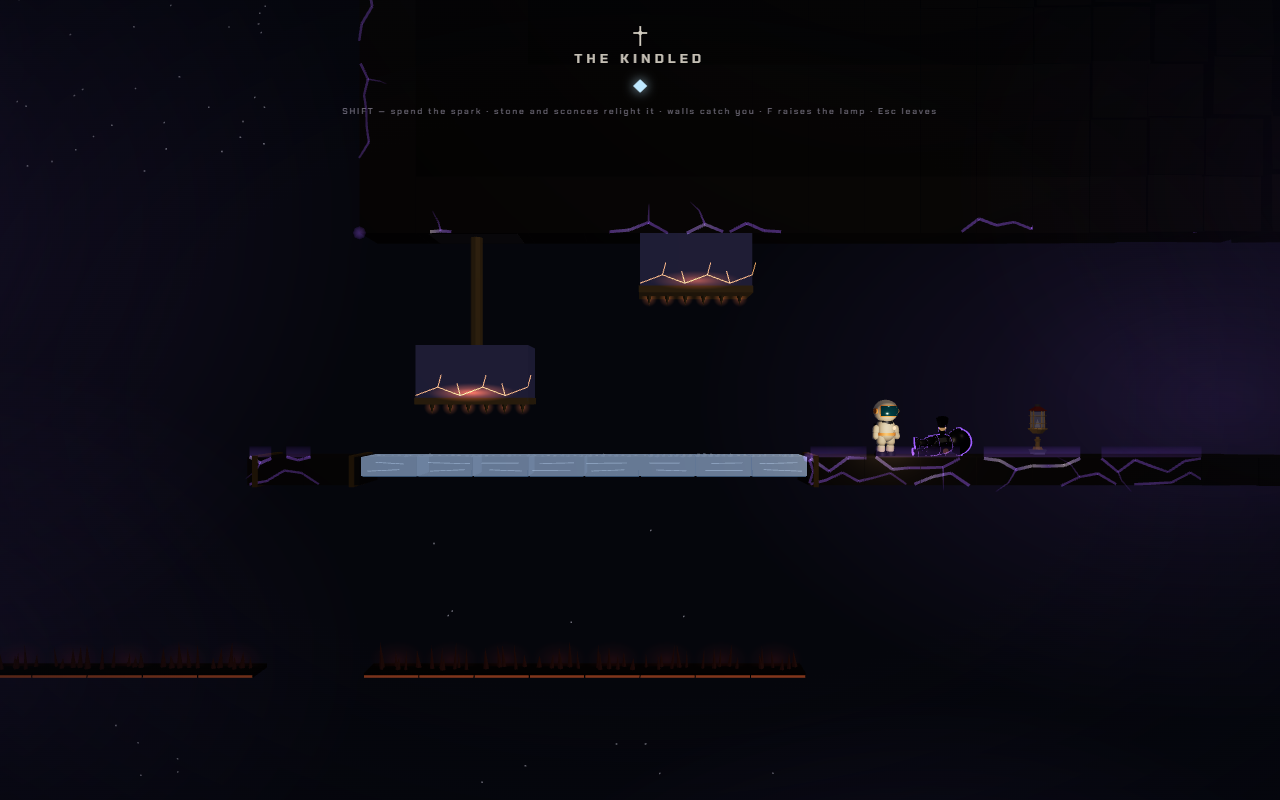 THE KINDLED
SHIFT — spend the spark · stone and sconces relight it · walls catch you · F raises the lamp · Esc leaves